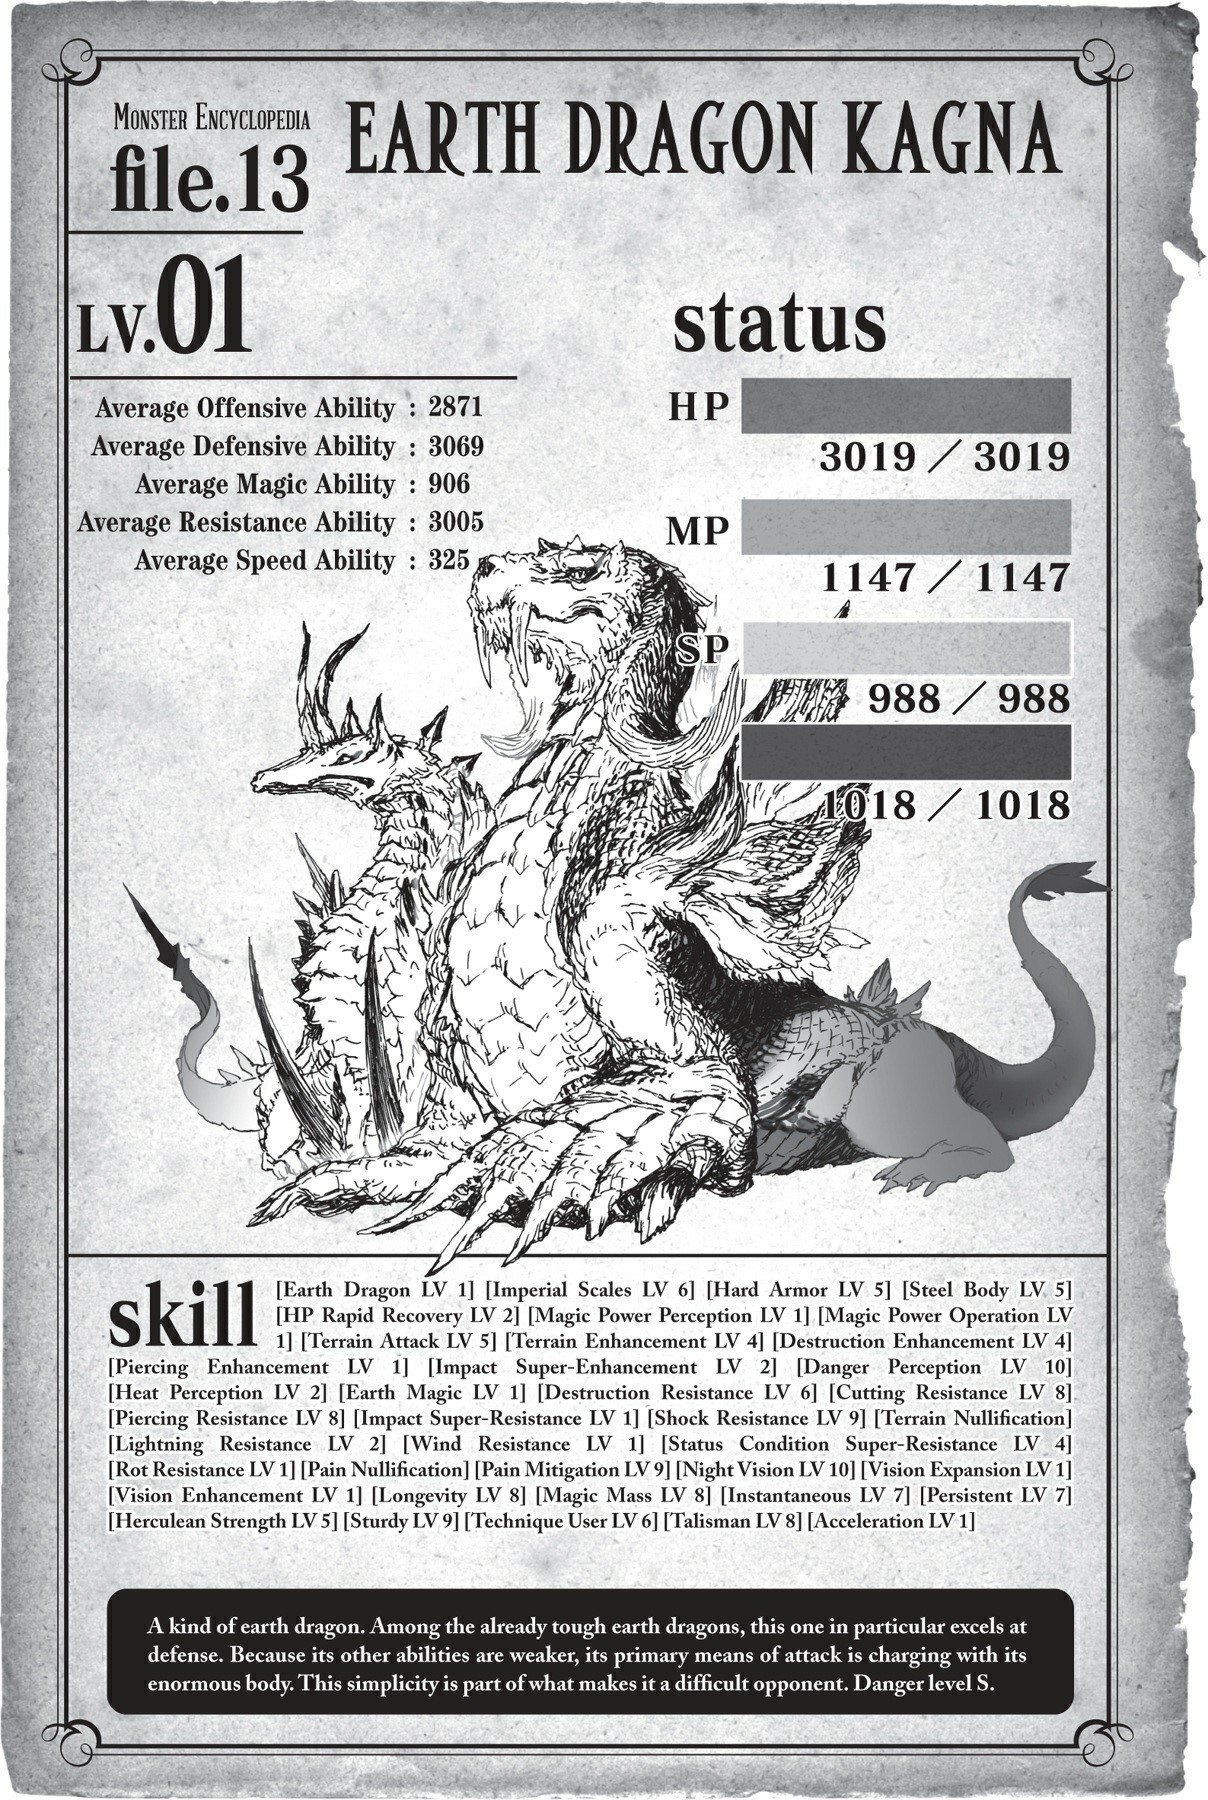 Monster Encyclopedia
file.13
EARTH DRAGON KAGNA
LV.01
Average Offensive Ability : 2871
Average Defensive Ability : 3069
Average Magic Ability : 906
Average Resistance Ability : 3005
Average Speed Ability : 325
status
HP
3019 / 3019
MP
1147 / 1147
SP
988 / 988
1018 / 1018
skill
[Earth Dragon LV 1] [Imperial Scales LV 6] [Hard Armor LV 5] [Steel Body LV 5]
[HP Rapid Recovery LV 2] [Magic Power Perception LV 1] [Magic Power Operation LV
1] [Terrain Attack LV 5] [Terrain Enhancement LV 4] [Destruction Enhancement LV 4]
[Piercing Enhancement LV 1] [Impact Super-Enhancement LV 2] [Danger Perception LV 10]
[Heat Perception LV 2] [Earth Magic LV 1] [Destruction Resistance LV 6] [Cutting Resistance LV 8]
[Piercing Resistance LV 8] [Impact Super-Resistance LV 1] [Shock Resistance LV 9] [Terrain Nullification]
[Lightning Resistance LV 2] [Wind Resistance LV 1] [Status Condition Super-Resistance LV 4]
[Rot Resistance LV 1] [Pain Nullification] [Pain Mitigation LV 9] [Night Vision LV 10] [Vision Expansion LV 1]
[Vision Enhancement LV 1] [Longevity LV 8] [Magic Mass LV 8] [Instantaneous LV 7] [Persistent LV 7]
[Herculean Strength LV 5] [Sturdy LV 9] [Technique User LV 6] [Talisman LV 8] [Acceleration LV 1]
A kind of earth dragon. Among the already tough earth dragons, this one in particular excels at
defense. Because its other abilities are weaker, its primary means of attack is charging with its
enormous body. This simplicity is part of what makes it a difficult opponent. Danger level S.